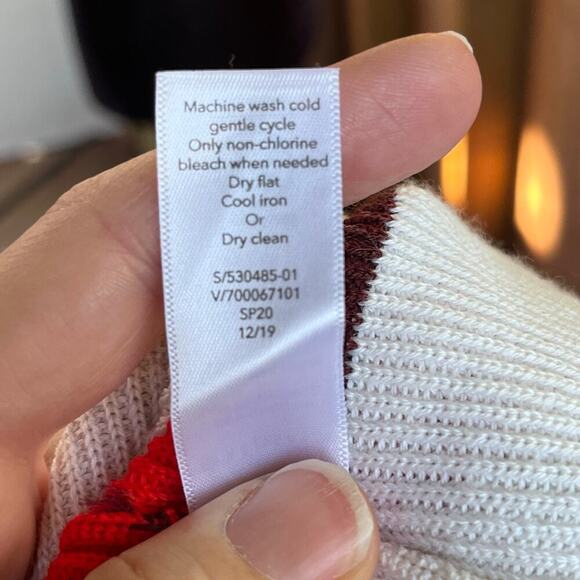 Machine wash cold
gentle cycle
Only non-chlorine
bleach when needed
Dry flat
Cool iron
Or
Dry clean
S/530485-01
V/700067101
SP20
12/19